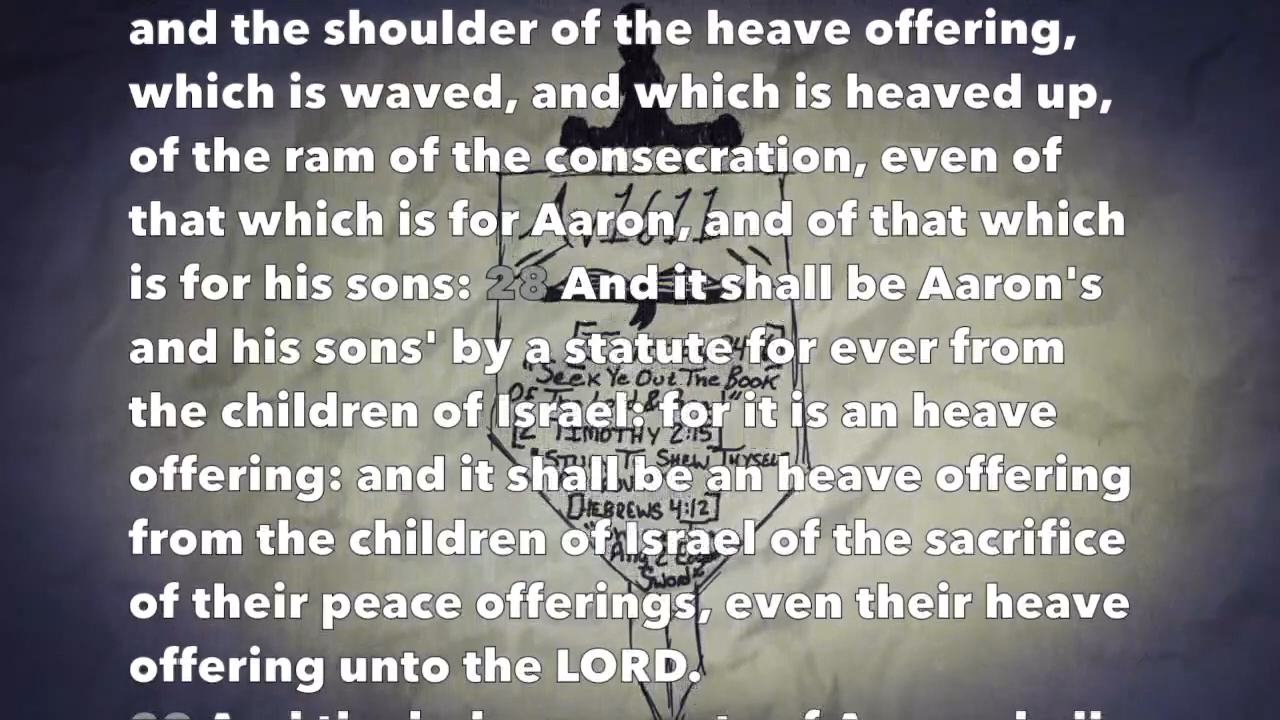 and the shoulder of the heave offering,
which is waved, and which is heaved up,
of the ram of the consecration, even of
that which is for Aaron, and of that which
is for his sons: 28 And it shall be Aaron's
and his sons' by a statute for ever from
the children of Israel: for it is an heave
offering: and it shall be an heave offering
from the children of Israel of the sacrifice
of their peace offerings, even their heave
offering unto the LORD.
1611
"Seek Ye Out The Book
[2 TIMOTHY 2:15]
[HEBREWS 4:12]
Sword"